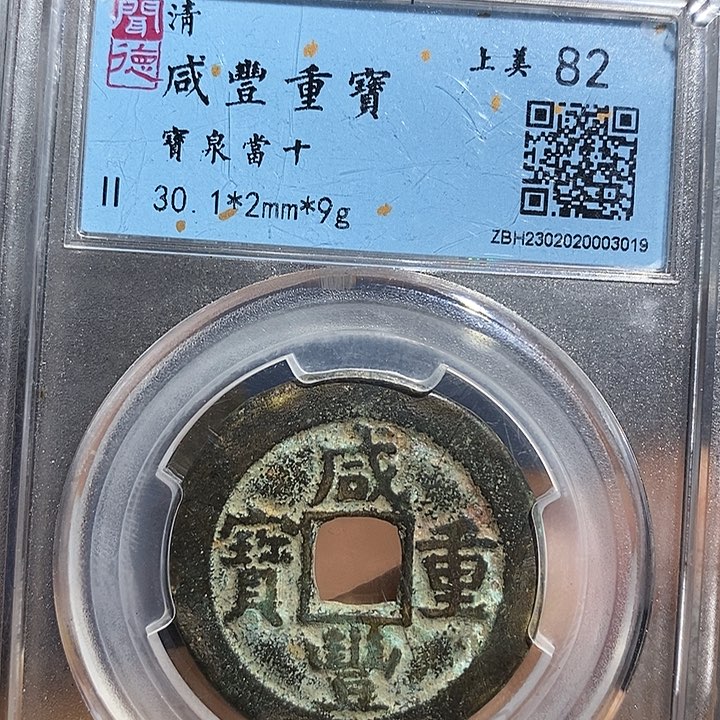 聞德
清
咸豐重寶
上美 82
寶泉當十
II 30.1*2mm*9g
ZBH2302020003019
咸
寶 重
豐